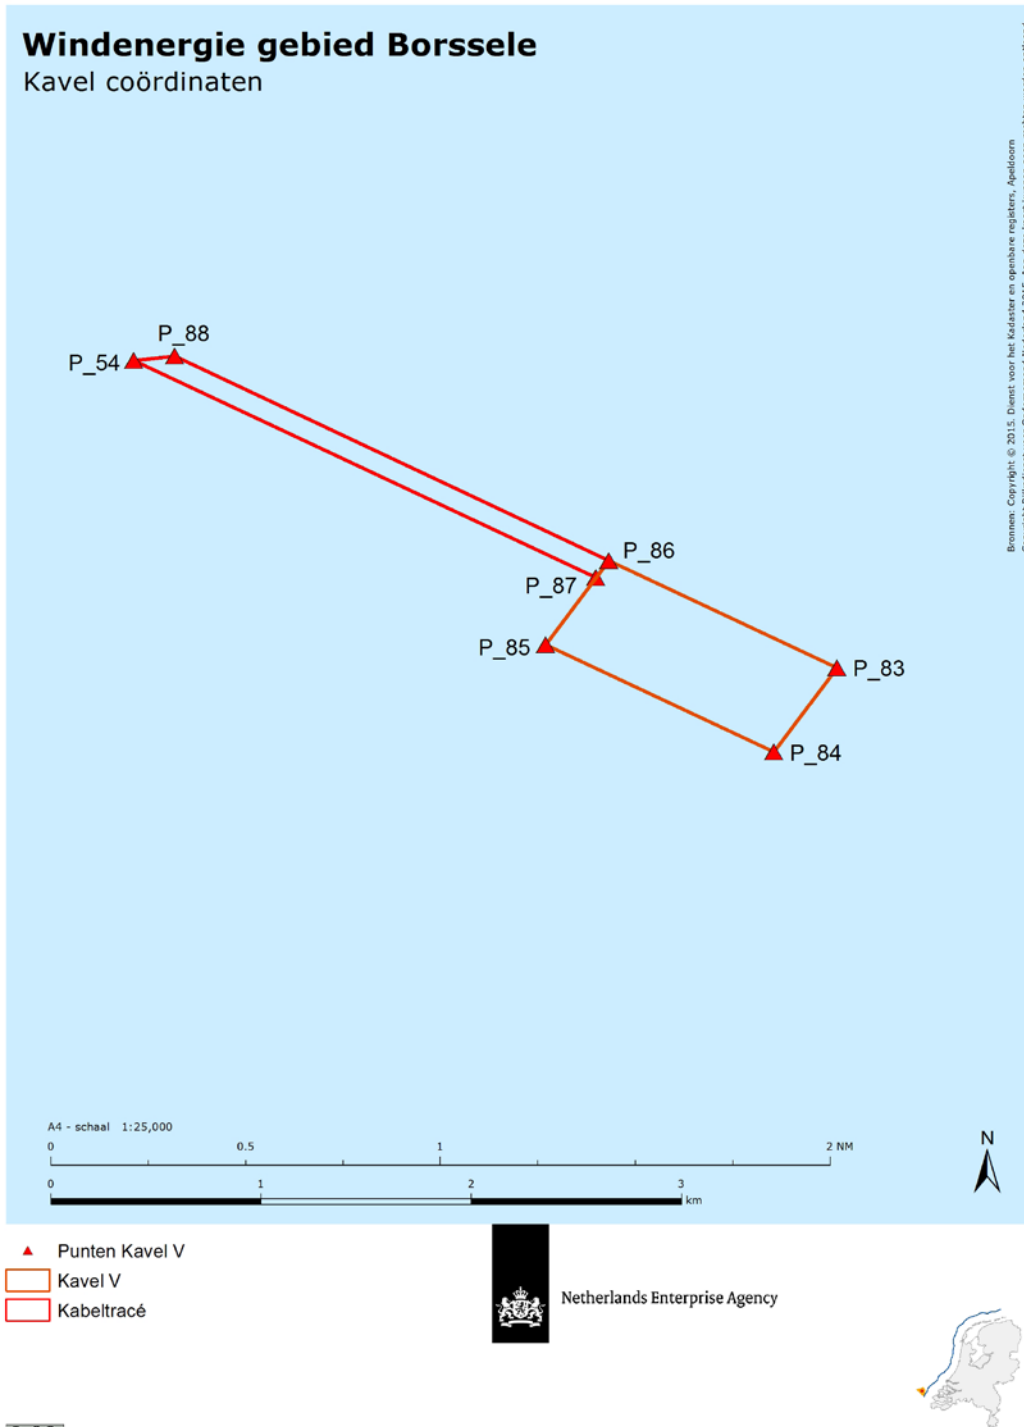 Windenergie gebied Borssele
Kavel coördinaten
Bronnen: Copyright © 2015. Dienst voor het Kadaster en openbare registers, Apeldoorn
P_88
P_54
P_86
P_87
P_85
P_83
P_84
A4 - schaal 1:25,000
0 0.5 1 2 NM
0 1 2 3 km
N
Punten Kavel V
Kavel V
Kabeltracé
Netherlands Enterprise Agency